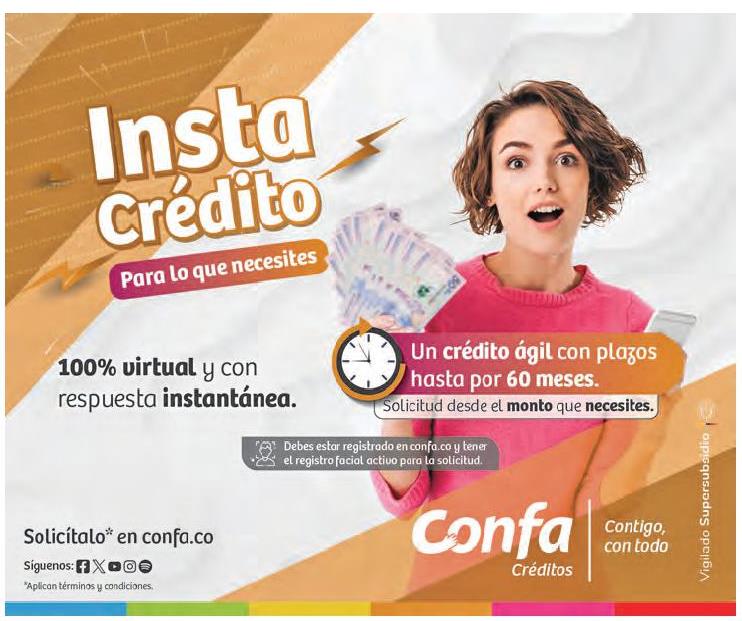 Insta
Crédito
Para lo que necesites
100% virtual y con
respuesta instantánea.
Un crédito ágil con plazos
hasta por 60 meses.
Solicitud desde el monto que necesites.
Debes estar registrado en confa.co y tener
el registro facial activo para la solicitud.
Solicítalo* en confa.co
Síguenos:
*Aplican términos y condiciones.
Confa
Créditos
Contigo,
con todo
Vigilado Supersubsidio